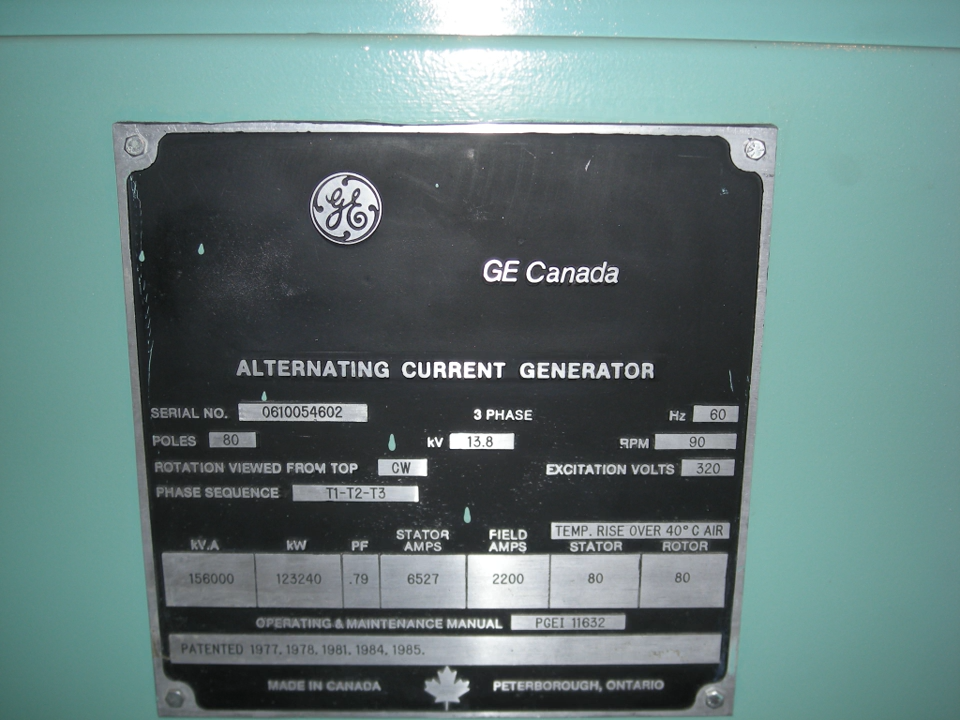 GE
GE Canada
ALTERNATING CURRENT GENERATOR
SERIAL NO. 0610054602 3 PHASE Hz 60
POLES 80 kV 13.8 RPM 90
ROTATION VIEWED FROM TOP CW EXCITATION VOLTS 320
PHASE SEQUENCE T1-T2-T3
TEMP. RISE OVER 40° C AIR
kV.A kW PF STATOR AMPS FIELD AMPS STATOR ROTOR
156000 123240 .79 6527 2200 80 80
OPERATING & MAINTENANCE MANUAL PGEI 11632
PATENTED 1977, 1978, 1981, 1984, 1985.
MADE IN CANADA PETERBOROUGH, ONTARIO